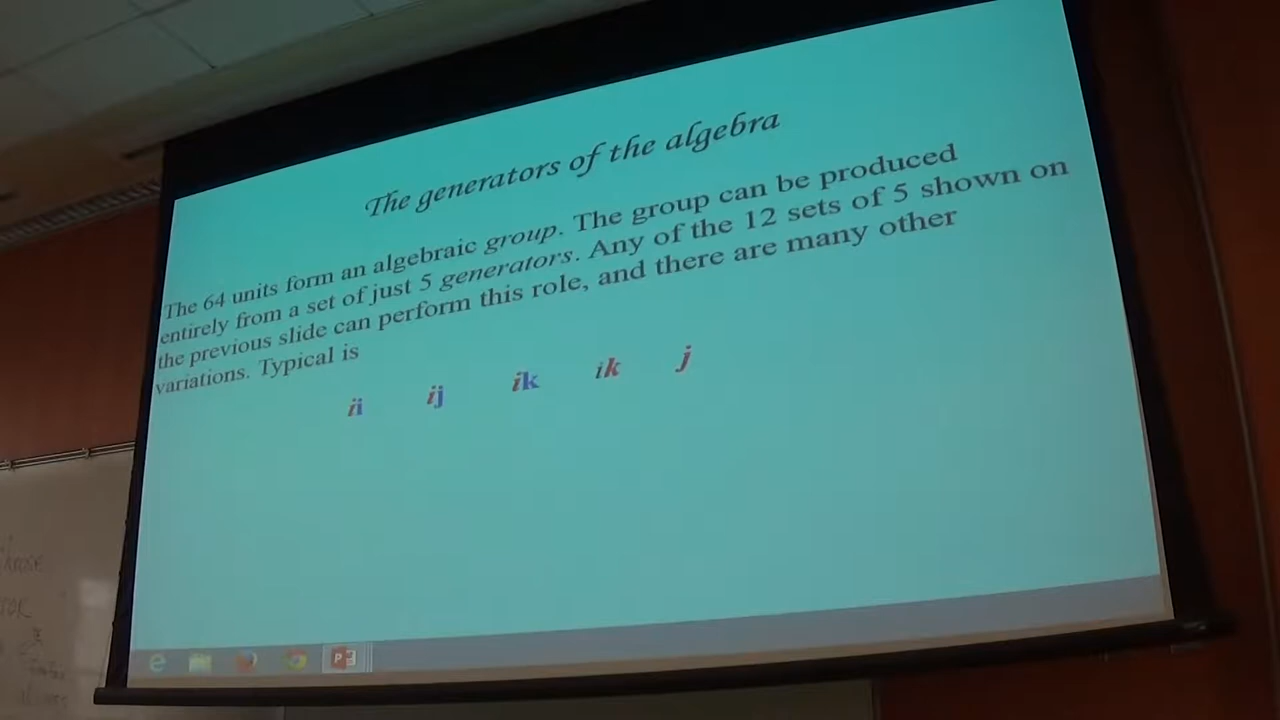 The generators of the algebra
The 64 units form an algebraic group. The group can be produced
entirely from a set of just 5 generators. Any of the 12 sets of 5 shown on
the previous slide can perform this role, and there are many other
variations. Typical is
ii ij ik ik j